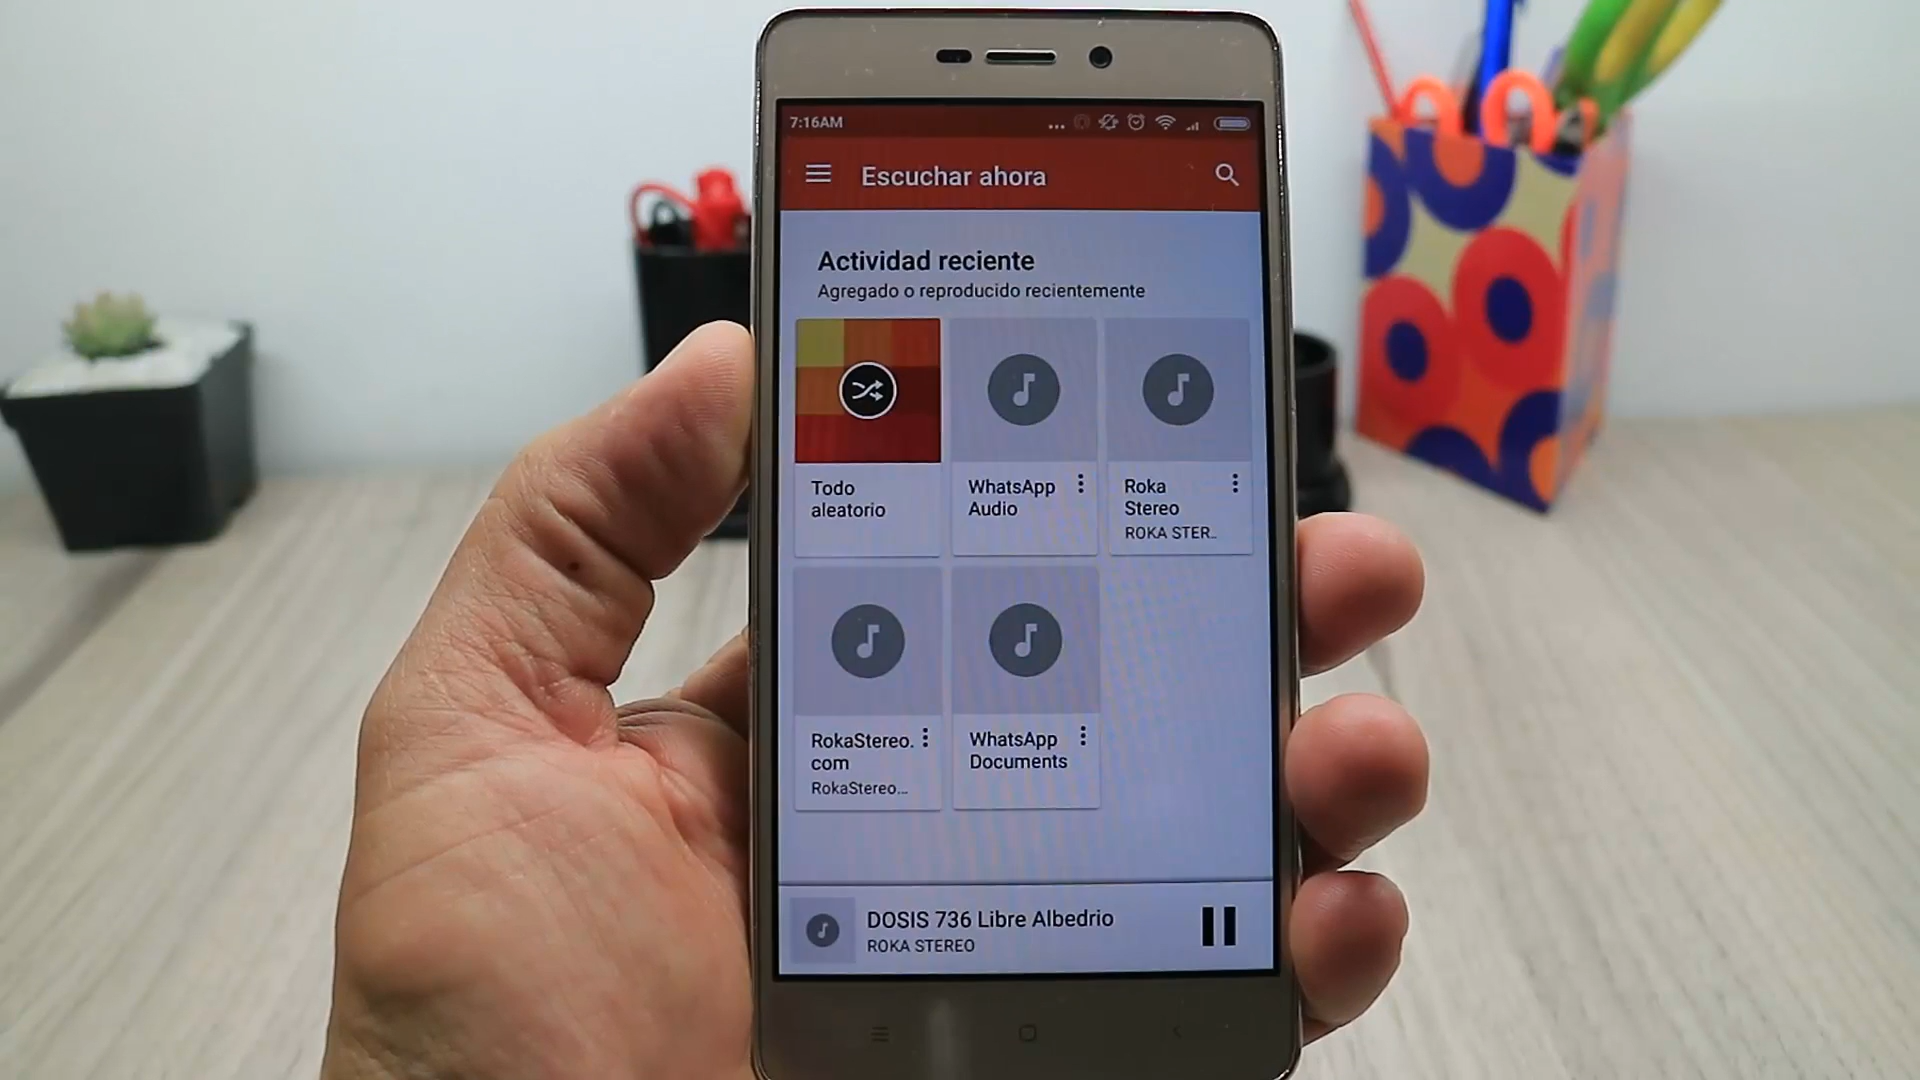 7:16AM
Escuchar ahora
Actividad reciente
Agregado o reproducido recientemente
Todo
aleatorio
WhatsApp
Audio
Roka
Stereo
ROKA STER..
RokaStereo.
com
RokaStereo...
WhatsApp
Documents
DOSIS 736 Libre Albedrio
ROKA STEREO